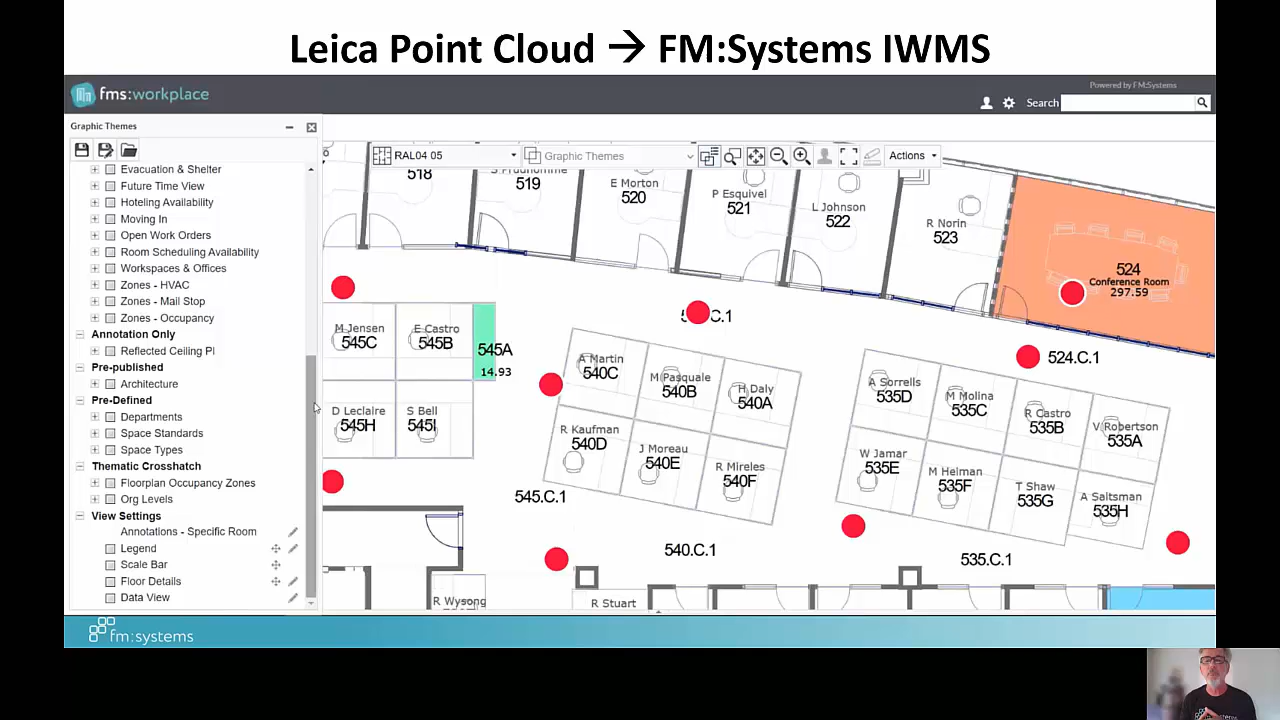 Leica Point Cloud → FM:Systems IWMS
fms:workplace
Powered by FM:Systems
Search
Graphic Themes
Evacuation & Shelter
Future Time View
Hoteling Availability
Moving In
Open Work Orders
Room Scheduling Availability
Workspaces & Offices
Zones - HVAC
Zones - Mail Stop
Zones - Occupancy
Annotation Only
Reflected Ceiling Pl
Pre-published
Architecture
Pre-Defined
Departments
Space Standards
Space Types
Thematic Crosshatch
Floorplan Occupancy Zones
Org Levels
View Settings
Annotations - Specific Room
Legend
Scale Bar
Floor Details
Data View
RAL04 05
Graphic Themes
Actions
518
519
E Morton
520
P Esquivel
521
L Johnson
522
R Norin
523
524
Conference Room
297.59
524.C.1
M Jensen
545C
E Castro
545B
545A
14.93
D Leclaire
545H
S Bell
545I
A Martin
540C
M Pasquale
540B
H Daly
540A
R Kaufman
540D
J Moreau
540E
R Mireles
540F
A Sorrells
535D
M Molina
535C
R Castro
535B
V Robertson
535A
W Jamar
535E
M Helman
535F
T Shaw
535G
A Saltsman
535H
545.C.1
540.C.1
535.C.1
R Wysong
R Stuart
fm:systems